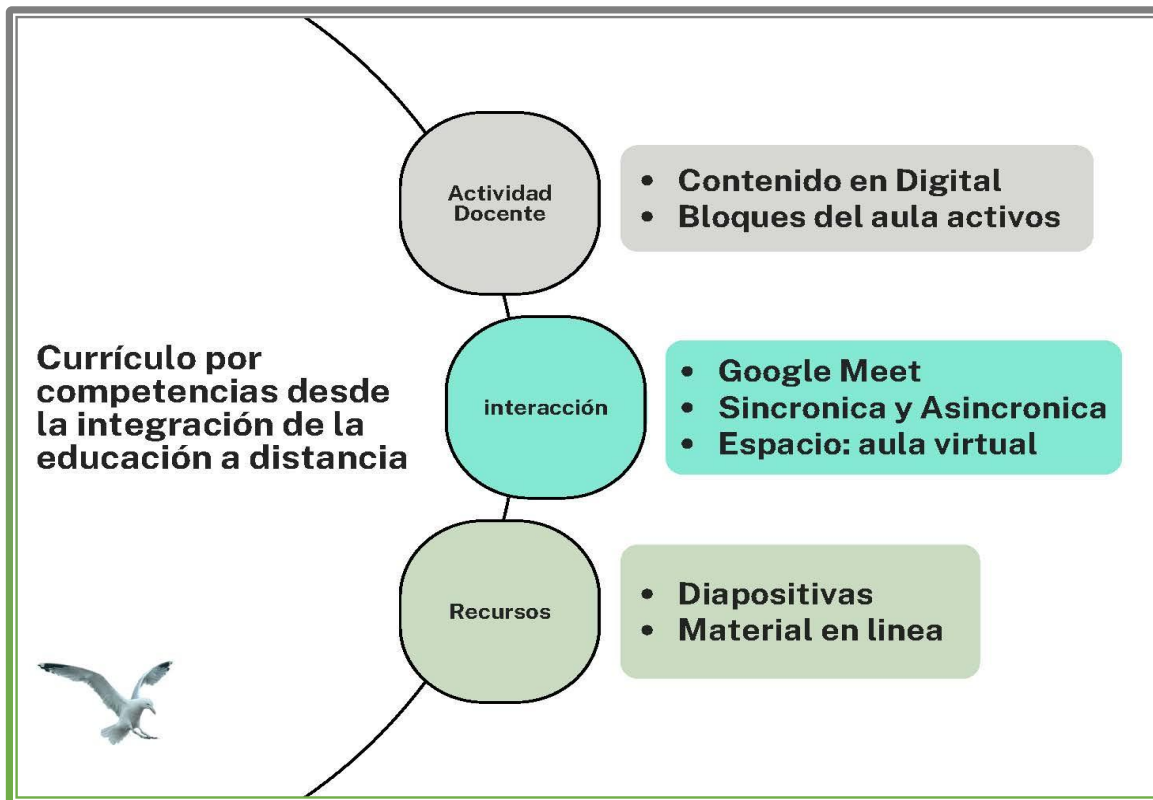 Currículo por
competencias desde
la integración de la
educación a distancia
Actividad
Docente
• Contenido en Digital
• Bloques del aula activos
interacción
• Google Meet
• Sincronica y Asincronica
• Espacio: aula virtual
Recursos
• Diapositivas
• Material en linea